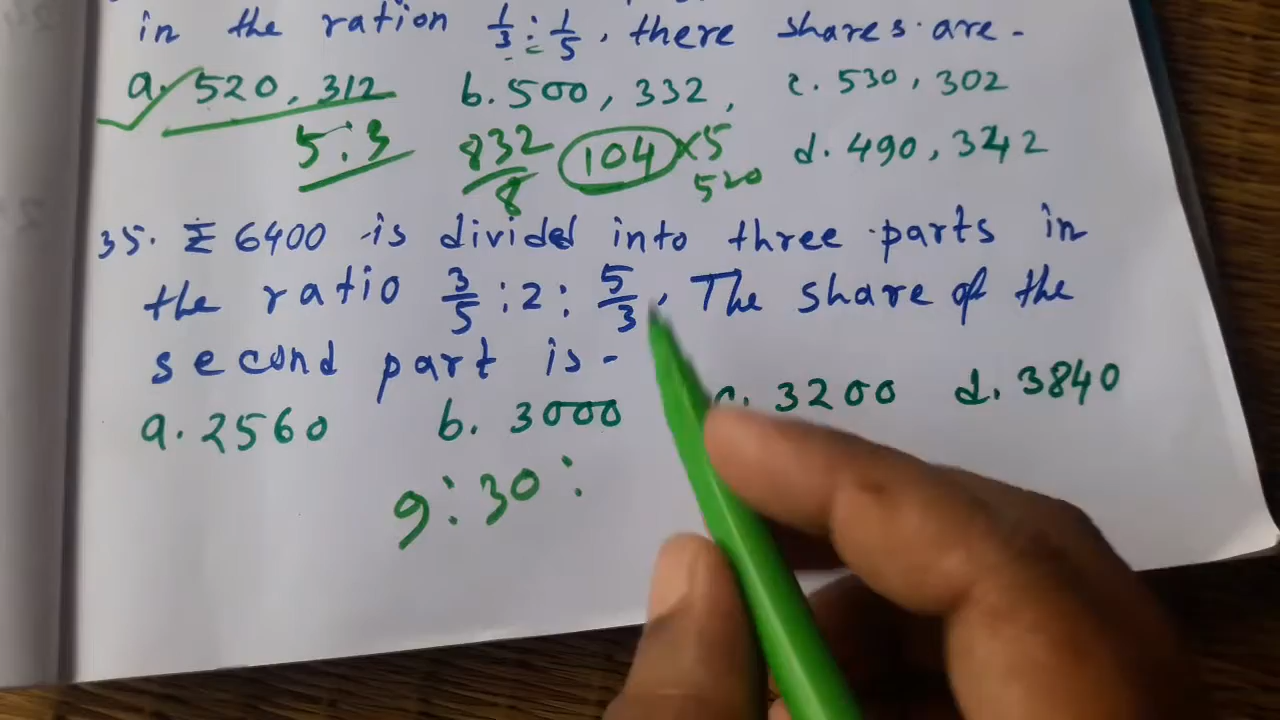 in the ration 1/3 : 1/5, there shares are -
a. 520, 312 b. 500, 332, c. 530, 302
5:3 832/8 104 x5 d. 490, 342
520
35. ₹ 6400 is divided into three parts in
the ratio 3/5 : 2 : 5/3, The share of the
second part is -
a. 2560 b. 3000 c. 3200 d. 3840
9:30: